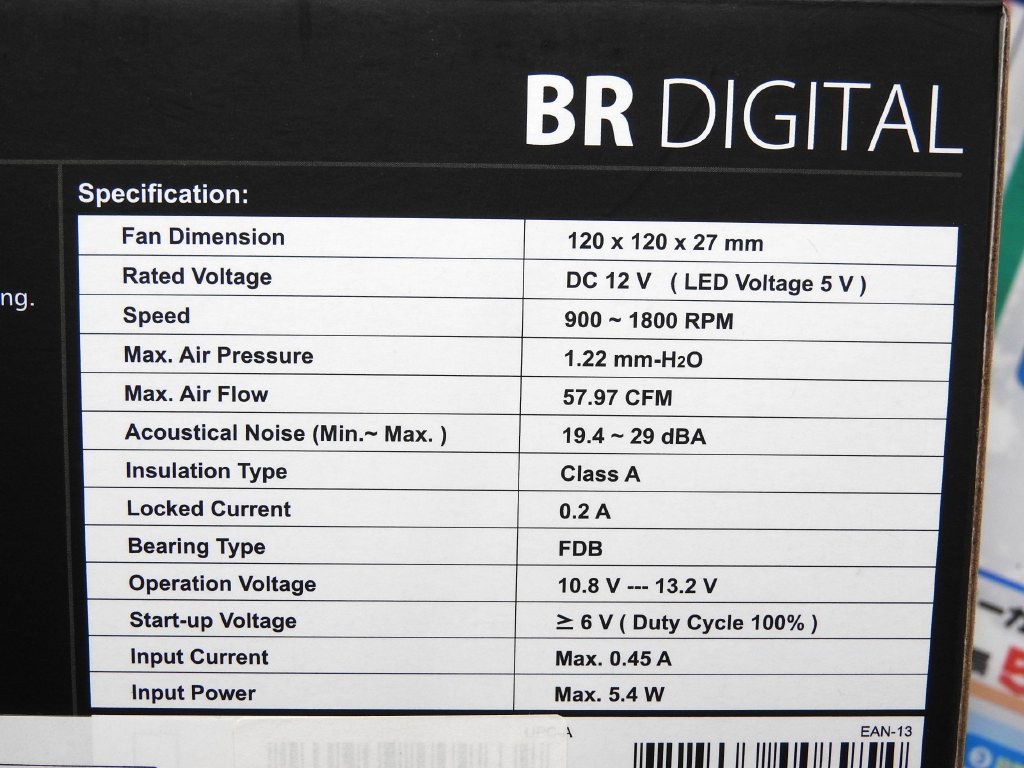 BR DIGITAL
ng.
Specification:
Fan Dimension 120 x 120 x 27 mm
Rated Voltage DC 12 V ( LED Voltage 5 V )
Speed 900 ~ 1800 RPM
Max. Air Pressure 1.22 mm-H₂O
Max. Air Flow 57.97 CFM
Acoustical Noise (Min.~ Max. ) 19.4 ~ 29 dBA
Insulation Type Class A
Locked Current 0.2 A
Bearing Type FDB
Operation Voltage 10.8 V --- 13.2 V
Start-up Voltage ≥ 6 V ( Duty Cycle 100% )
Input Current Max. 0.45 A
Input Power Max. 5.4 W
UPC-A EAN-13